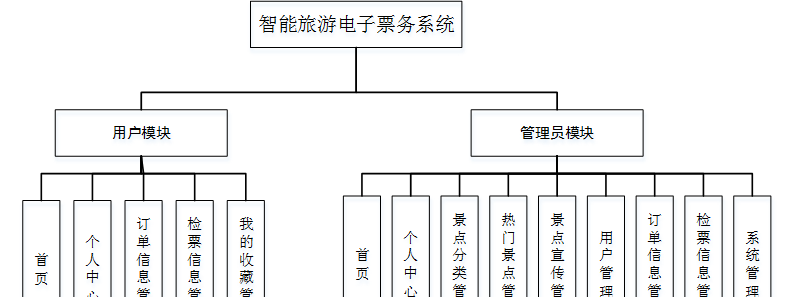 智能旅游电子票务系统
用户模块
管理员模块
首页
个人中心
订单信息管
检票信息管
我的收藏管
首页
个人中心
景点分类管
热门景点管
景点宣传管
用户管理
订单信息管
检票信息管
系统管理